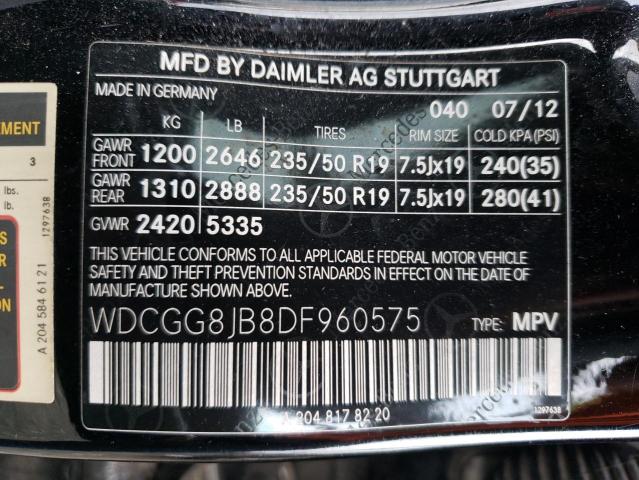 MFD BY DAIMLER AG STUTTGART
MADE IN GERMANY
040 07/12
KG LB TIRES RIM SIZE COLD KPA(PSI)
GAWR FRONT 1200 2646 235/50 R19 7.5Jx19 240(35)
GAWR REAR 1310 2888 235/50 R19 7.5Jx19 280(41)
GVWR 2420 5335
THIS VEHICLE CONFORMS TO ALL APPLICABLE FEDERAL MOTOR VEHICLE
SAFETY AND THEFT PREVENTION STANDARDS IN EFFECT ON THE DATE OF
MANUFACTURE SHOWN ABOVE.
WDCGG8JB8DF960575 TYPE: MPV
A 204 817 82 20
1297638
EMENT
3
lbs.
lb.
1297638
A 204 584 61 21